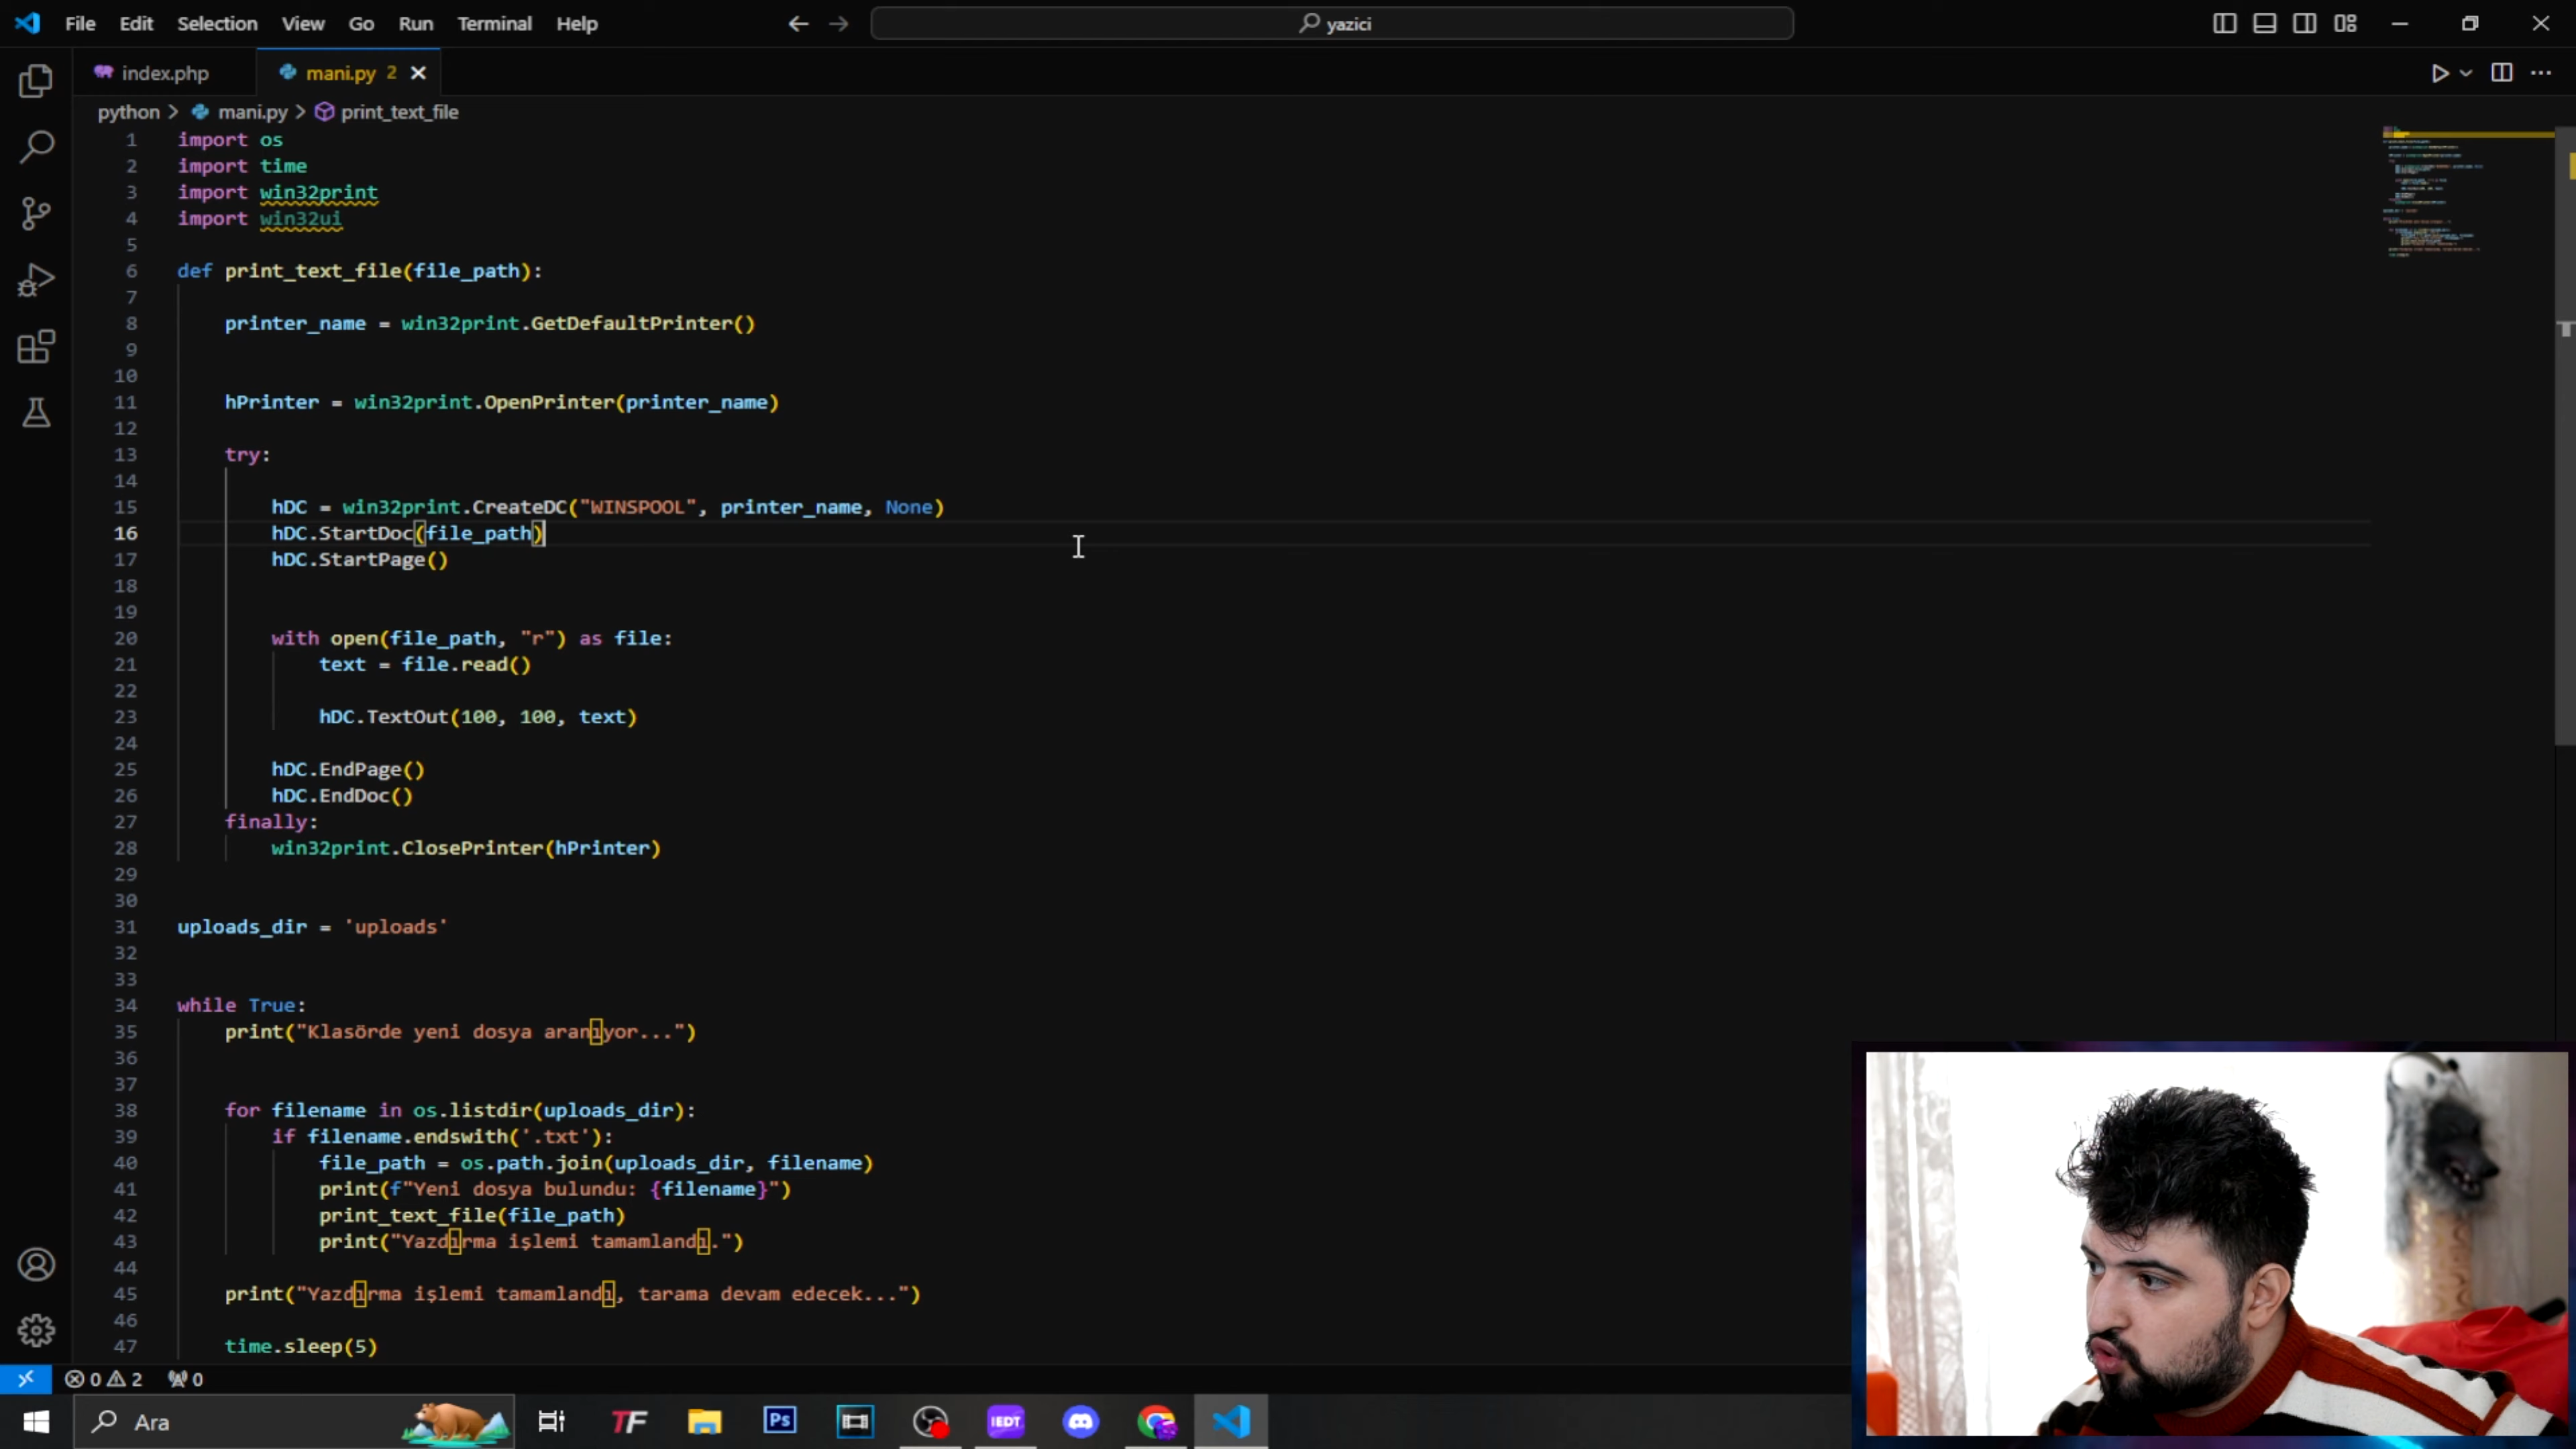 File Edit Selection View Go Run Terminal Help
yazici
index.php
mani.py 2
python > mani.py > print_text_file
1 import os
2 import time
3 import win32print
4 import win32ui
5
6 def print_text_file(file_path):
7
8 printer_name = win32print.GetDefaultPrinter()
9
10
11 hPrinter = win32print.OpenPrinter(printer_name)
12
13 try:
14
15 hDC = win32print.CreateDC("WINSPOOL", printer_name, None)
16 hDC.StartDoc(file_path)
17 hDC.StartPage()
18
19
20 with open(file_path, "r") as file:
21 text = file.read()
22
23 hDC.TextOut(100, 100, text)
24
25 hDC.EndPage()
26 hDC.EndDoc()
27 finally:
28 win32print.ClosePrinter(hPrinter)
29
30
31 uploads_dir = 'uploads'
32
33
34 while True:
35 print("Klasörde yeni dosya aranıyor...")
36
37
38 for filename in os.listdir(uploads_dir):
39 if filename.endswith('.txt'):
40 file_path = os.path.join(uploads_dir, filename)
41 print(f"Yeni dosya bulundu: {filename}")
42 print_text_file(file_path)
43 print("Yazdırma işlemi tamamlandı.")
44
45 print("Yazdırma işlemi tamamlandı, tarama devam edecek...")
46
47 time.sleep(5)
0 2 0
Ara
TF
Ps
IEDT